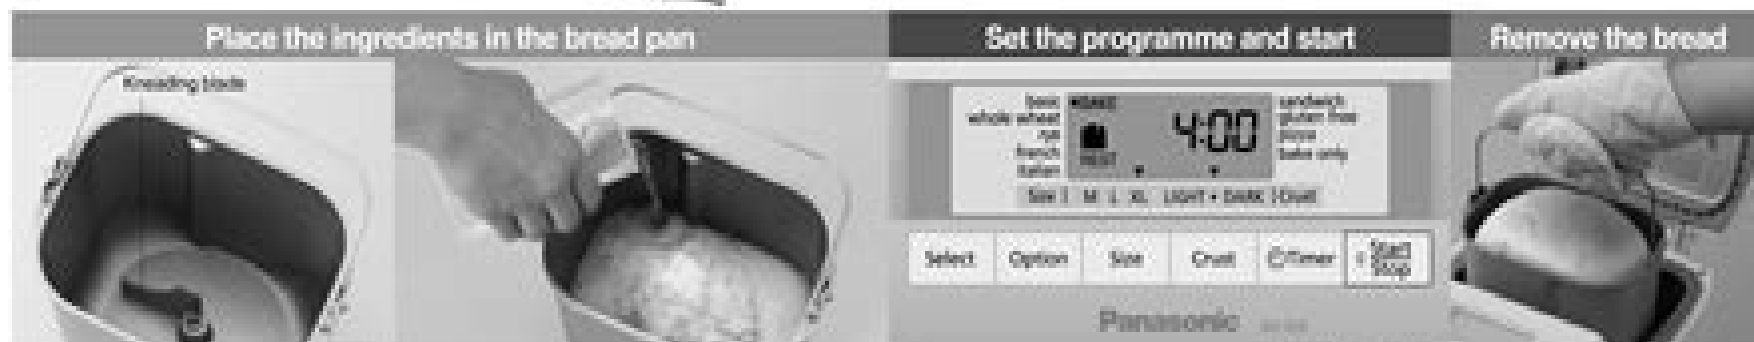 Place the ingredients in the bread pan
Kneading blade
Set the programme and start
basic
whole wheat
rye
french
italian
BAKE
4:00
REST
sandwich
gluten free
pizza
bake only
Size M L XL LIGHT • DARK Crust
Select Option Size Crust Timer Start
Stop
Panasonic
Remove the bread